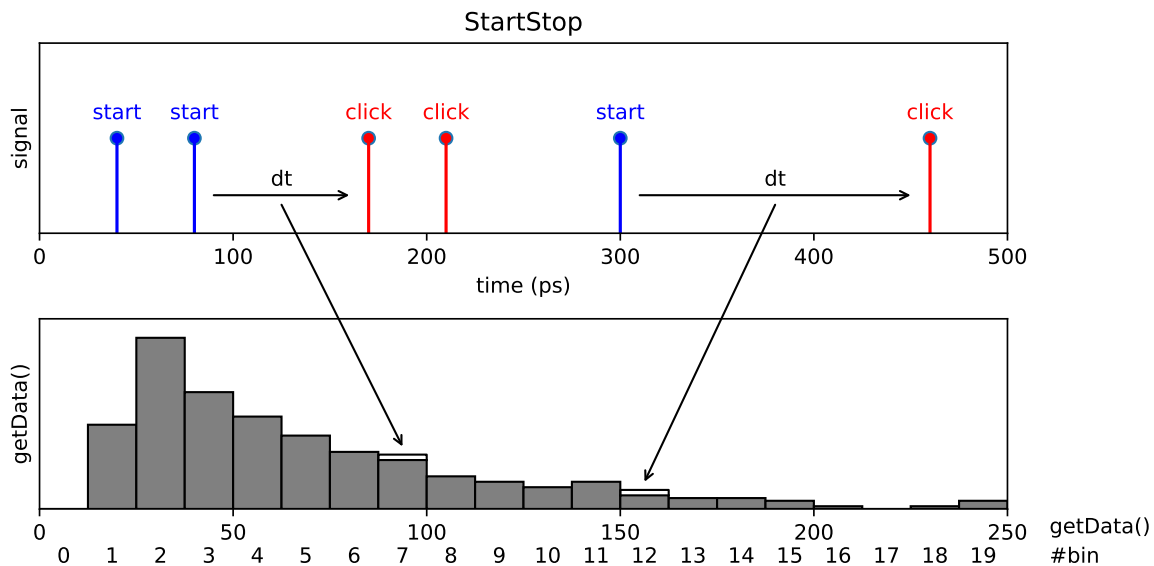 StartStop
signal
start start click click start click
dt dt
0 100 200 300 400 500
time (ps)
getData()
0 50 100 150 200 250 getData()
0 1 2 3 4 5 6 7 8 9 10 11 12 13 14 15 16 17 18 19 #bin